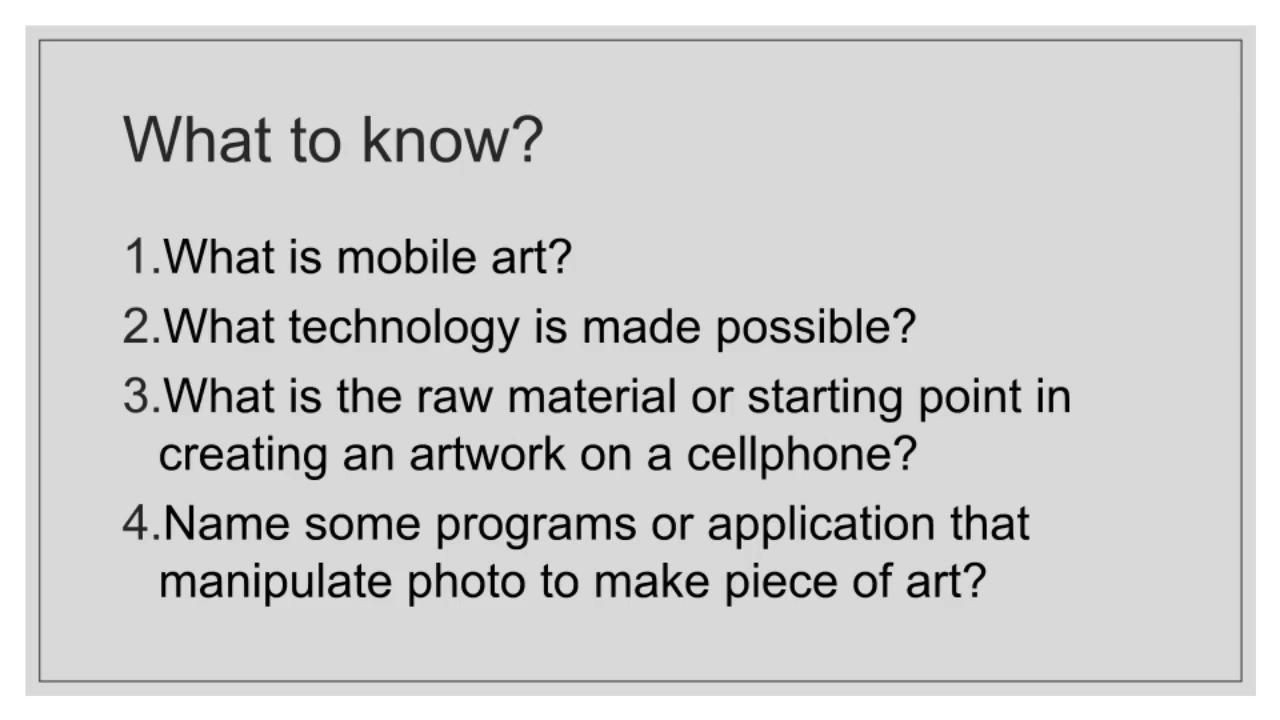 What to know?
1.What is mobile art?
2.What technology is made possible?
3.What is the raw material or starting point in
creating an artwork on a cellphone?
4.Name some programs or application that
manipulate photo to make piece of art?